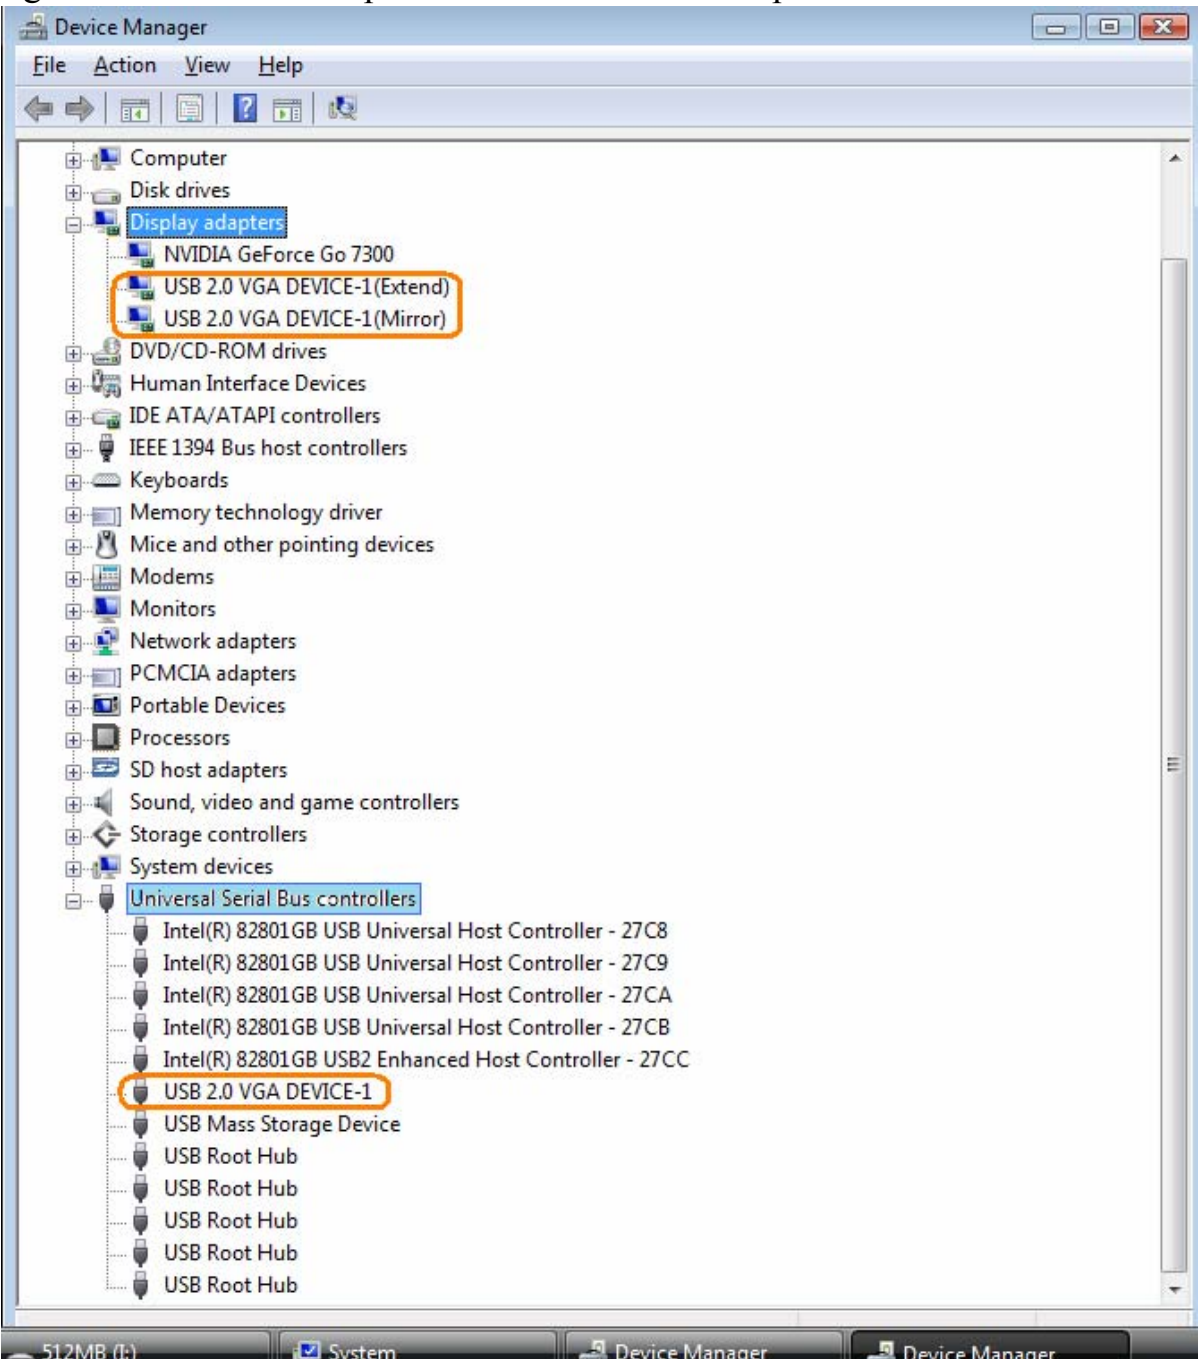 Device Manager
File Action View Help
Computer
Disk drives
Display adapters
NVIDIA GeForce Go 7300
USB 2.0 VGA DEVICE-1(Extend)
USB 2.0 VGA DEVICE-1(Mirror)
DVD/CD-ROM drives
Human Interface Devices
IDE ATA/ATAPI controllers
IEEE 1394 Bus host controllers
Keyboards
Memory technology driver
Mice and other pointing devices
Modems
Monitors
Network adapters
PCMCIA adapters
Portable Devices
Processors
SD host adapters
Sound, video and game controllers
Storage controllers
System devices
Universal Serial Bus controllers
Intel(R) 82801GB USB Universal Host Controller - 27C8
Intel(R) 82801GB USB Universal Host Controller - 27C9
Intel(R) 82801GB USB Universal Host Controller - 27CA
Intel(R) 82801GB USB Universal Host Controller - 27CB
Intel(R) 82801GB USB2 Enhanced Host Controller - 27CC
USB 2.0 VGA DEVICE-1
USB Mass Storage Device
USB Root Hub
USB Root Hub
USB Root Hub
USB Root Hub
USB Root Hub
512MB (I:) System Device Manager Device Manager